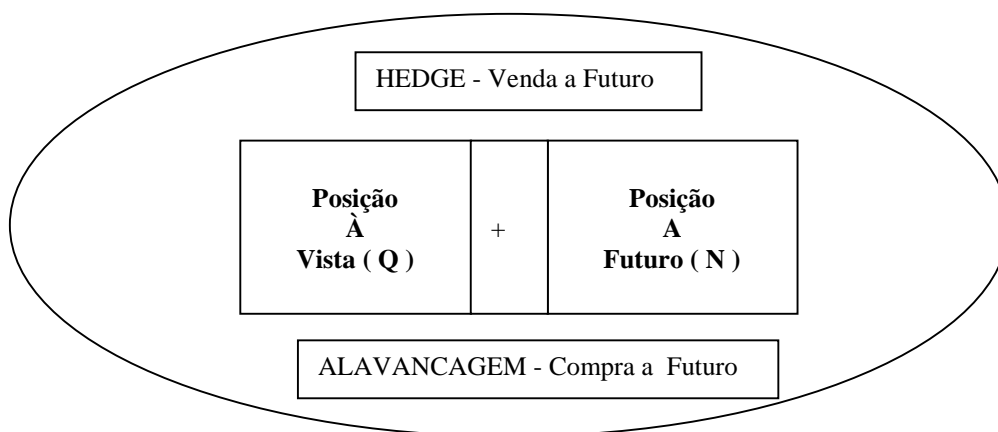 HEDGE - Venda a Futuro
Posição
À
Vista ( Q )
+
Posição
A
Futuro ( N )
ALAVANCAGEM - Compra a Futuro